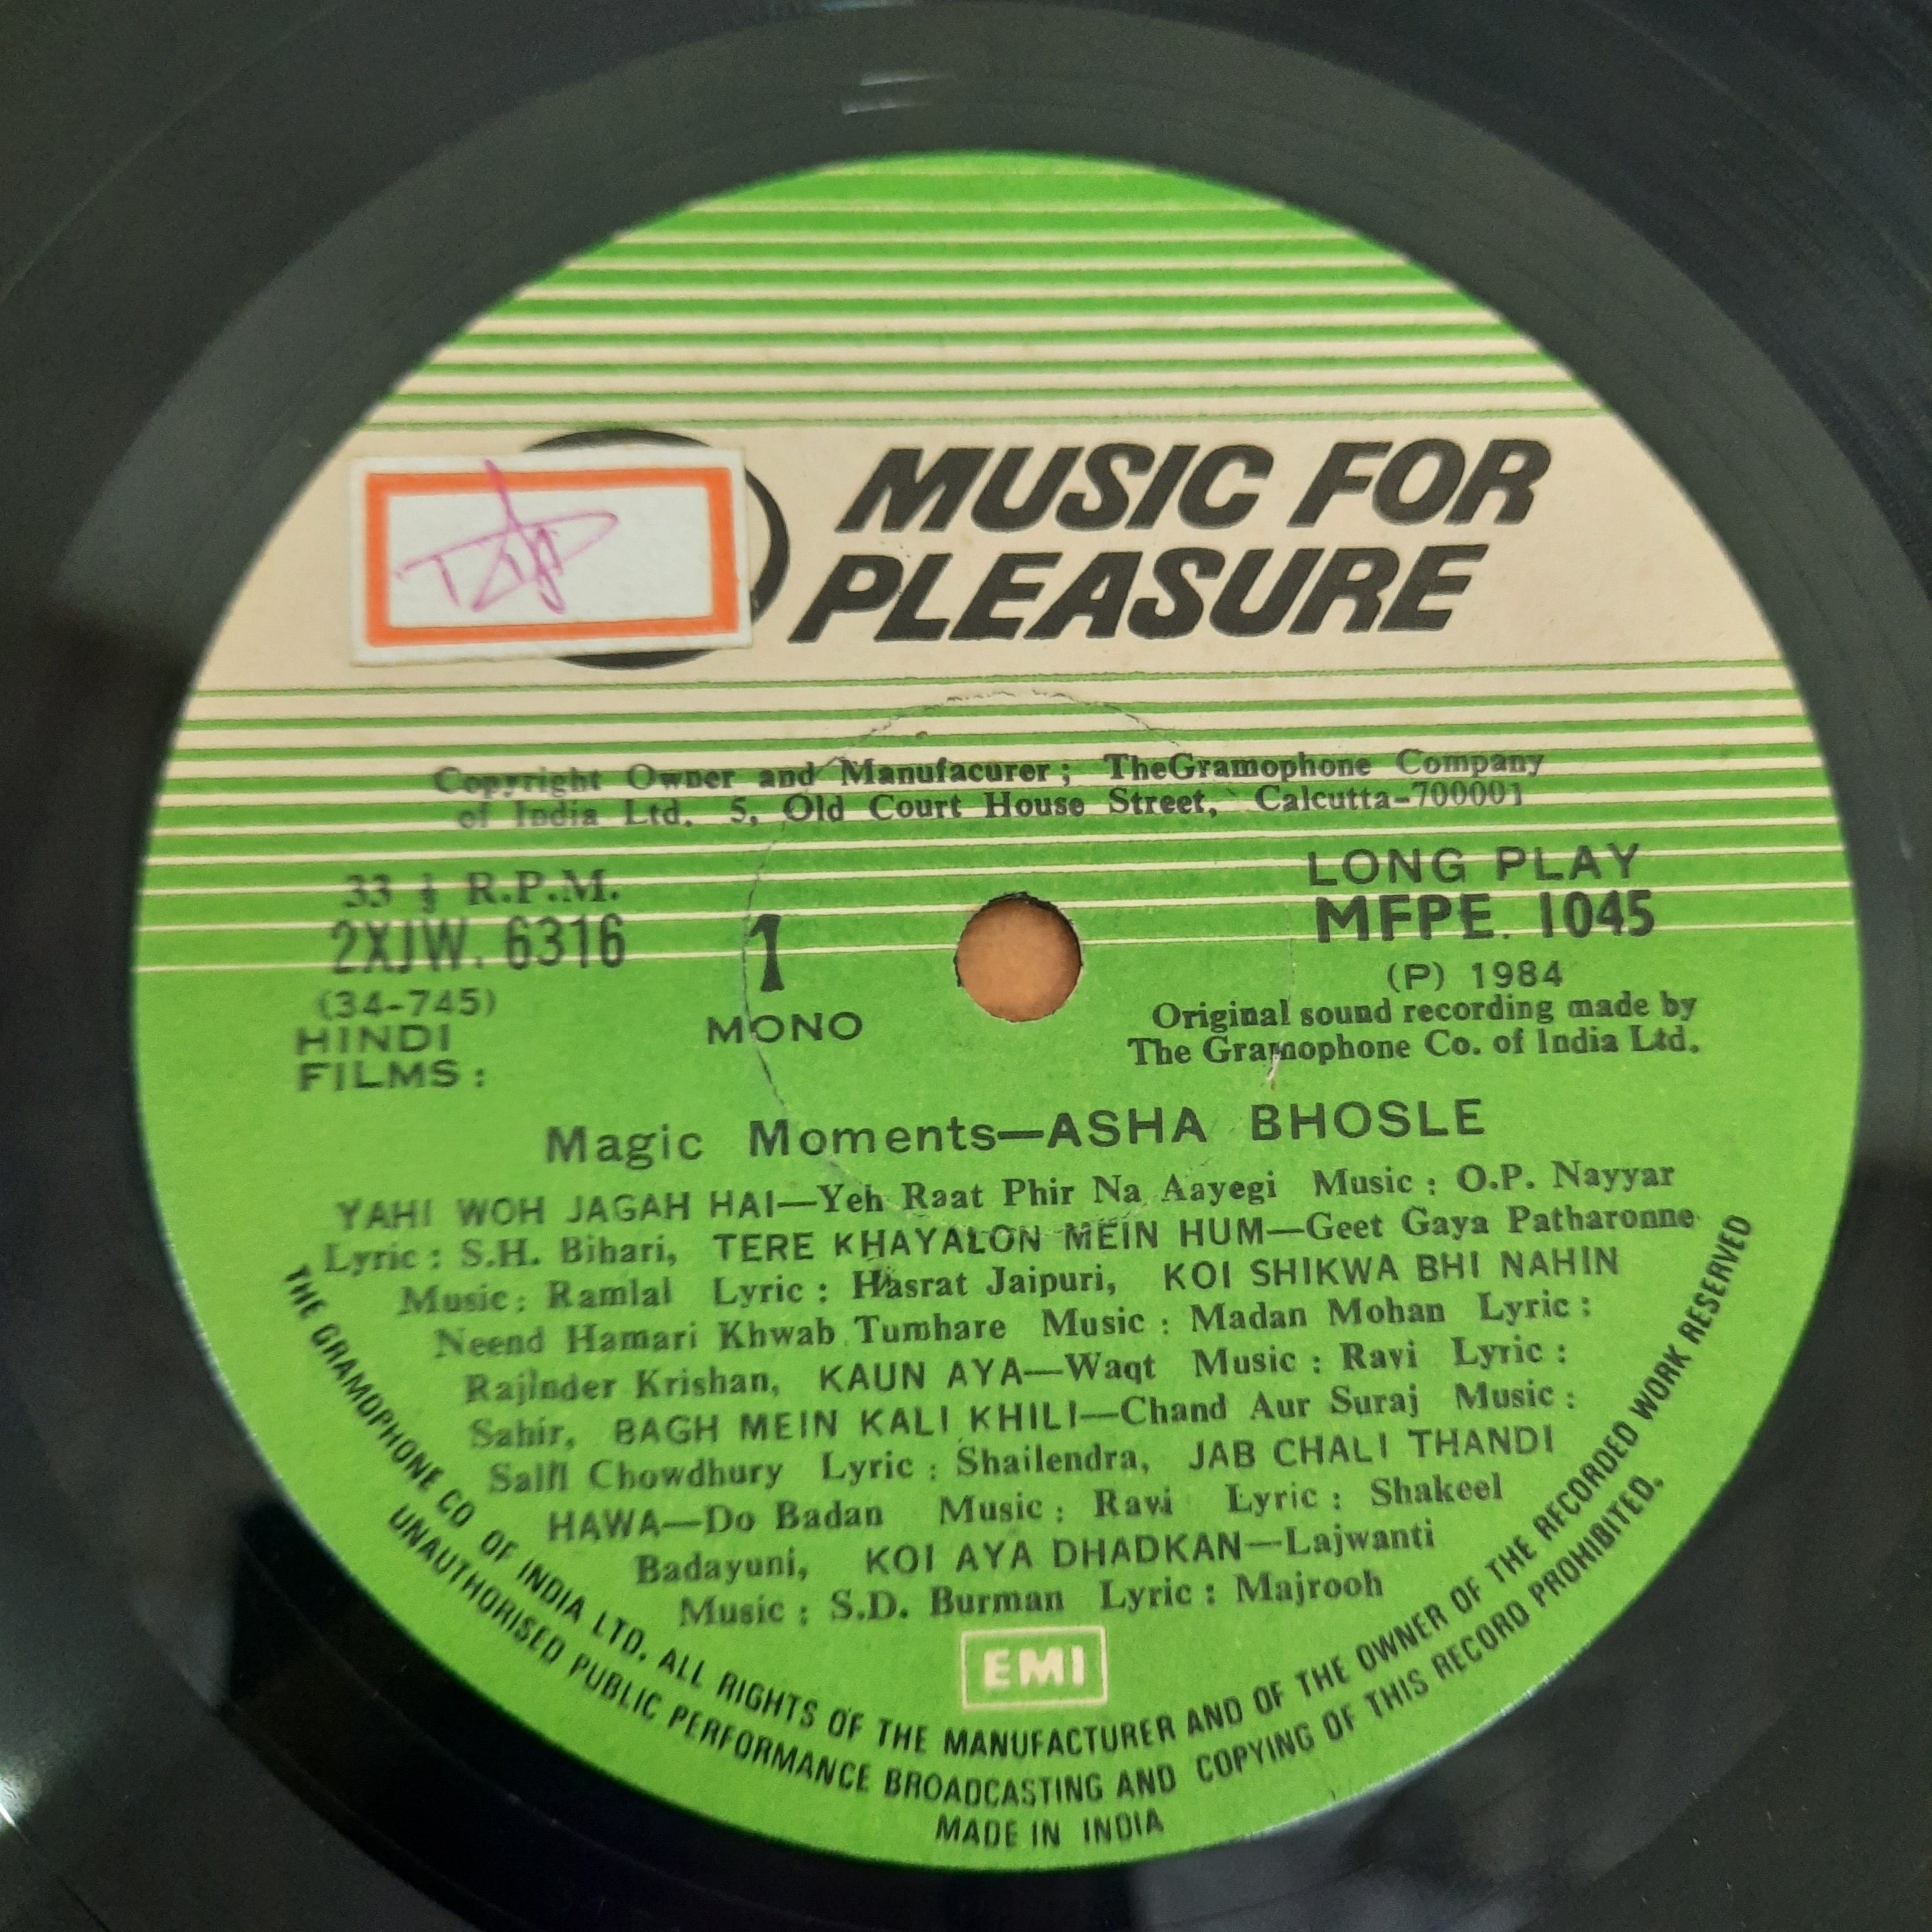 MUSIC FOR
PLEASURE
Copyright Owner and Manufacurer; TheGramophone Company
of India Ltd. 5, Old Court House Street, Calcutta-700001
33 ⅓ R.P.M.
2XJW. 6316
(34-745)
HINDI
FILMS :
1
MONO
LONG PLAY
MFPE. 1045
(P) 1984
Original sound recording made by
The Gramophone Co. of India Ltd.
Magic Moments—ASHA BHOSLE
YAHI WOH JAGAH HAI—Yeh Raat Phir Na Aayegi Music : O.P. Nayyar
Lyric : S.H. Bihari, TERE KHAYALON MEIN HUM—Geet Gaya Patharonne
Music : Ramlal Lyric : Hasrat Jaipuri, KOI SHIKWA BHI NAHIN
Neend Hamari Khwab Tumhare Music : Madan Mohan Lyric :
Rajinder Krishan, KAUN AYA—Waqt Music : Ravi Lyric :
Sahir, BAGH MEIN KALI KHILI—Chand Aur Suraj Music :
Salil Chowdhury Lyric : Shailendra, JAB CHALI THANDI
HAWA—Do Badan Music : Ravi Lyric : Shakeel
Badayuni, KOI AYA DHADKAN—Lajwanti
Music : S.D. Burman Lyric : Majrooh
EMI
THE GRAMOPHONE CO. OF INDIA LTD. ALL RIGHTS OF THE MANUFACTURER AND OF THE OWNER OF THE RECORDED WORK RESERVED
UNAUTHORISED PUBLIC PERFORMANCE BROADCASTING AND COPYING OF THIS RECORD PROHIBITED.
MADE IN INDIA